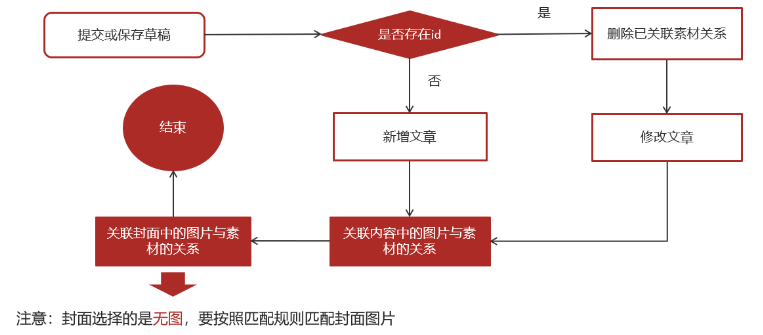 提交或保存草稿
是否存在id
是
删除已关联素材关系
否
结束
新增文章
修改文章
关联封面中的图片与素
材的关系
关联内容中的图片与素
材的关系
注意：封面选择的是无图，要按照匹配规则匹配封面图片